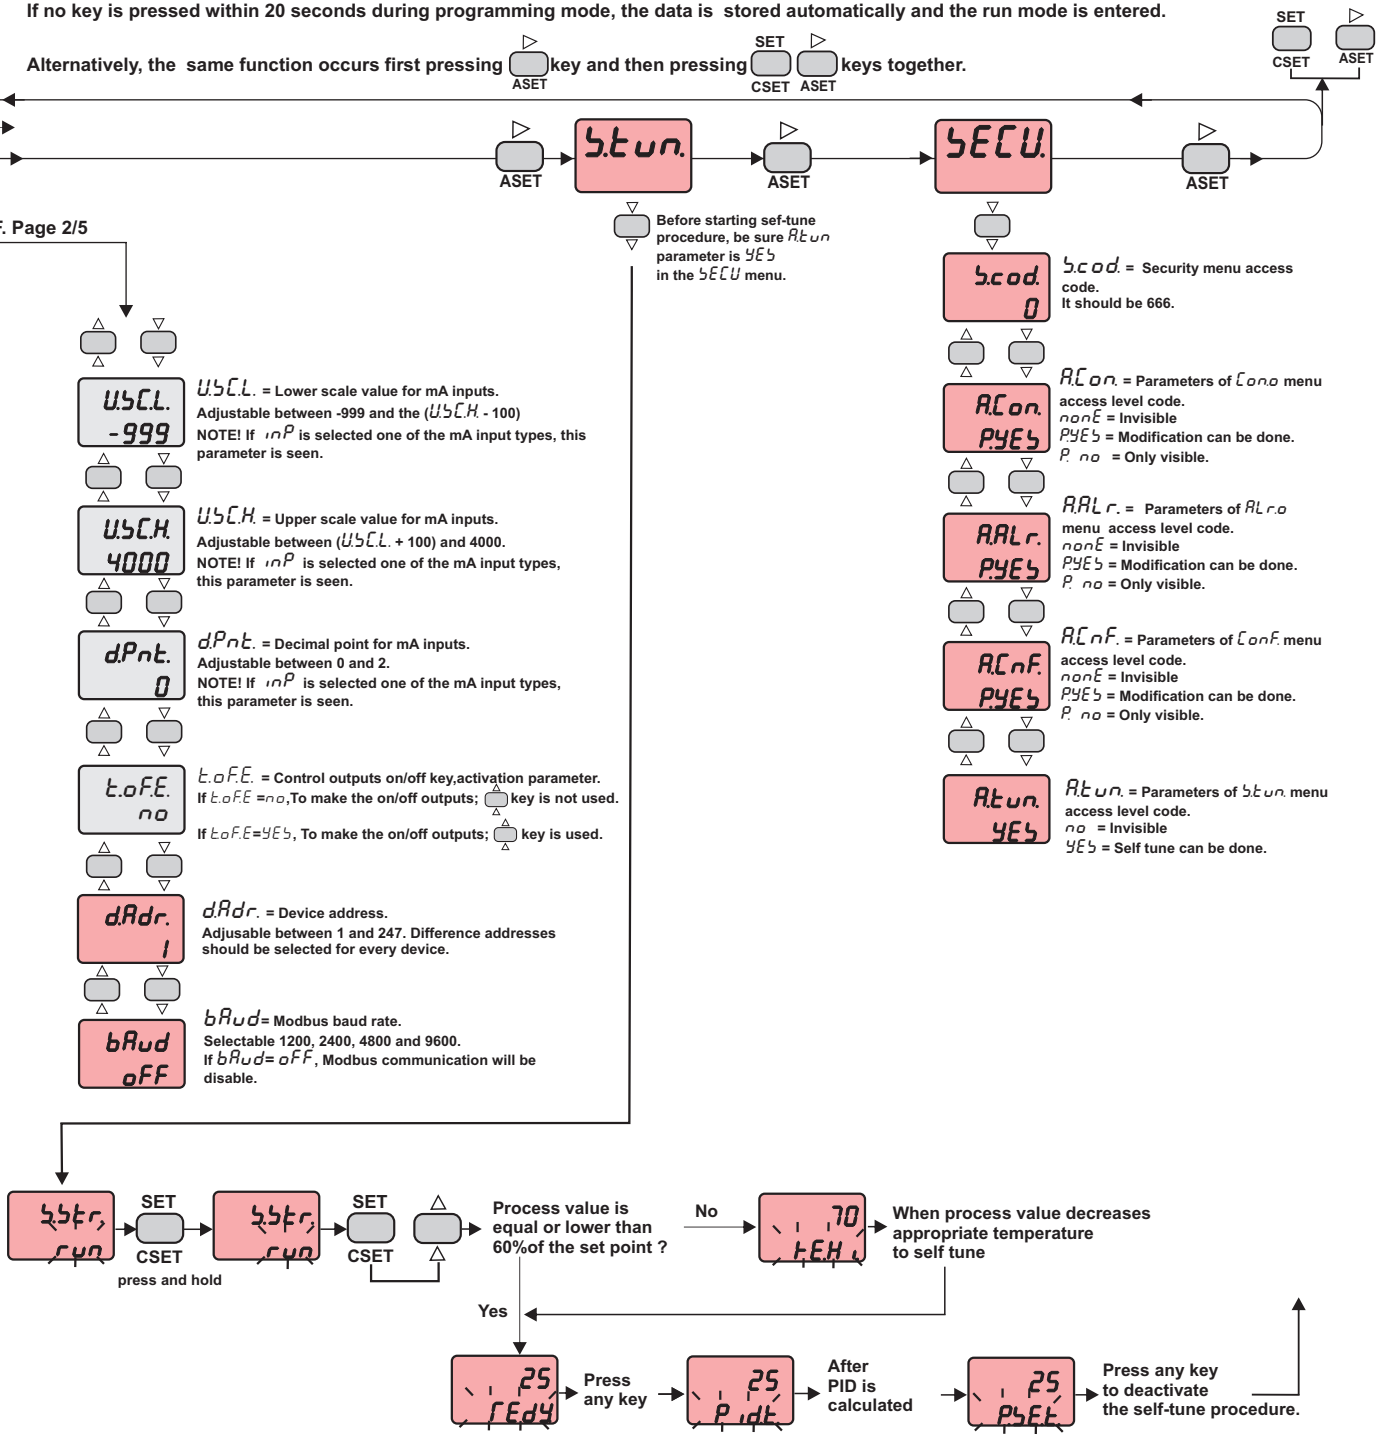 If no key is pressed within 20 seconds during programming mode, the data is stored automatically and the run mode is entered.
SET
CSET
ASET
SET
Alternatively, the same function occurs first pressing key and then pressing keys together.
ASET
CSET ASET
S.tun.
SECU.
ASET
ASET
ASET
F. Page 2/5
Before starting sef-tune
procedure, be sure A.tun
parameter is YES
in the SECU menu.
U.SC.L.
-999
U.SC.L. = Lower scale value for mA inputs.
Adjustable between -999 and the (U.SC.H. - 100)
NOTE! If inP is selected one of the mA input types, this
parameter is seen.
U.SC.H.
4000
U.SC.H. = Upper scale value for mA inputs.
Adjustable between (U.SC.L. + 100) and 4000.
NOTE! If inP is selected one of the mA input types,
this parameter is seen.
d.Pnt.
0
d.Pnt. = Decimal point for mA inputs.
Adjustable between 0 and 2.
NOTE! If inP is selected one of the mA input types,
this parameter is seen.
t.oF.E.
no
t.oF.E. = Control outputs on/off key,activation parameter.
If t.oF.E =no,To make the on/off outputs; key is not used.
If t.oF.E=YES, To make the on/off outputs; key is used.
d.Adr.
1
d.Adr. = Device address.
Adjusable between 1 and 247. Difference addresses
should be selected for every device.
bAud
oFF
bAud= Modbus baud rate.
Selectable 1200, 2400, 4800 and 9600.
If bAud= oFF, Modbus communication will be
disable.
S.cod.
0
S.cod. = Security menu access
code.
It should be 666.
A.Con.
P.YES
A.Con. = Parameters of Con.o menu
access level code.
nonE = Invisible
P.YES = Modification can be done.
P. no = Only visible.
A.ALr.
P.YES
A.ALr. = Parameters of ALr.o
menu access level code.
nonE = Invisible
P.YES = Modification can be done.
P. no = Only visible.
A.CnF.
P.YES
A.CnF. = Parameters of ConF. menu
access level code.
nonE = Invisible
P.YES = Modification can be done.
P. no = Only visible.
A.tun.
YES
A.tun. = Parameters of S.tun. menu
access level code.
no = Invisible
YES = Self tune can be done.
S.Str.
run
SET
CSET
press and hold
S.Str.
run
SET
CSET
Process value is
equal or lower than
60%of the set point ?
No
70
t.E.Hi
When process value decreases
appropriate temperature
to self tune
Yes
25
rEdY
Press
any key
25
Pid.t
After
PID is
calculated
25
P.SE.t
Press any key
to deactivate
the self-tune procedure.